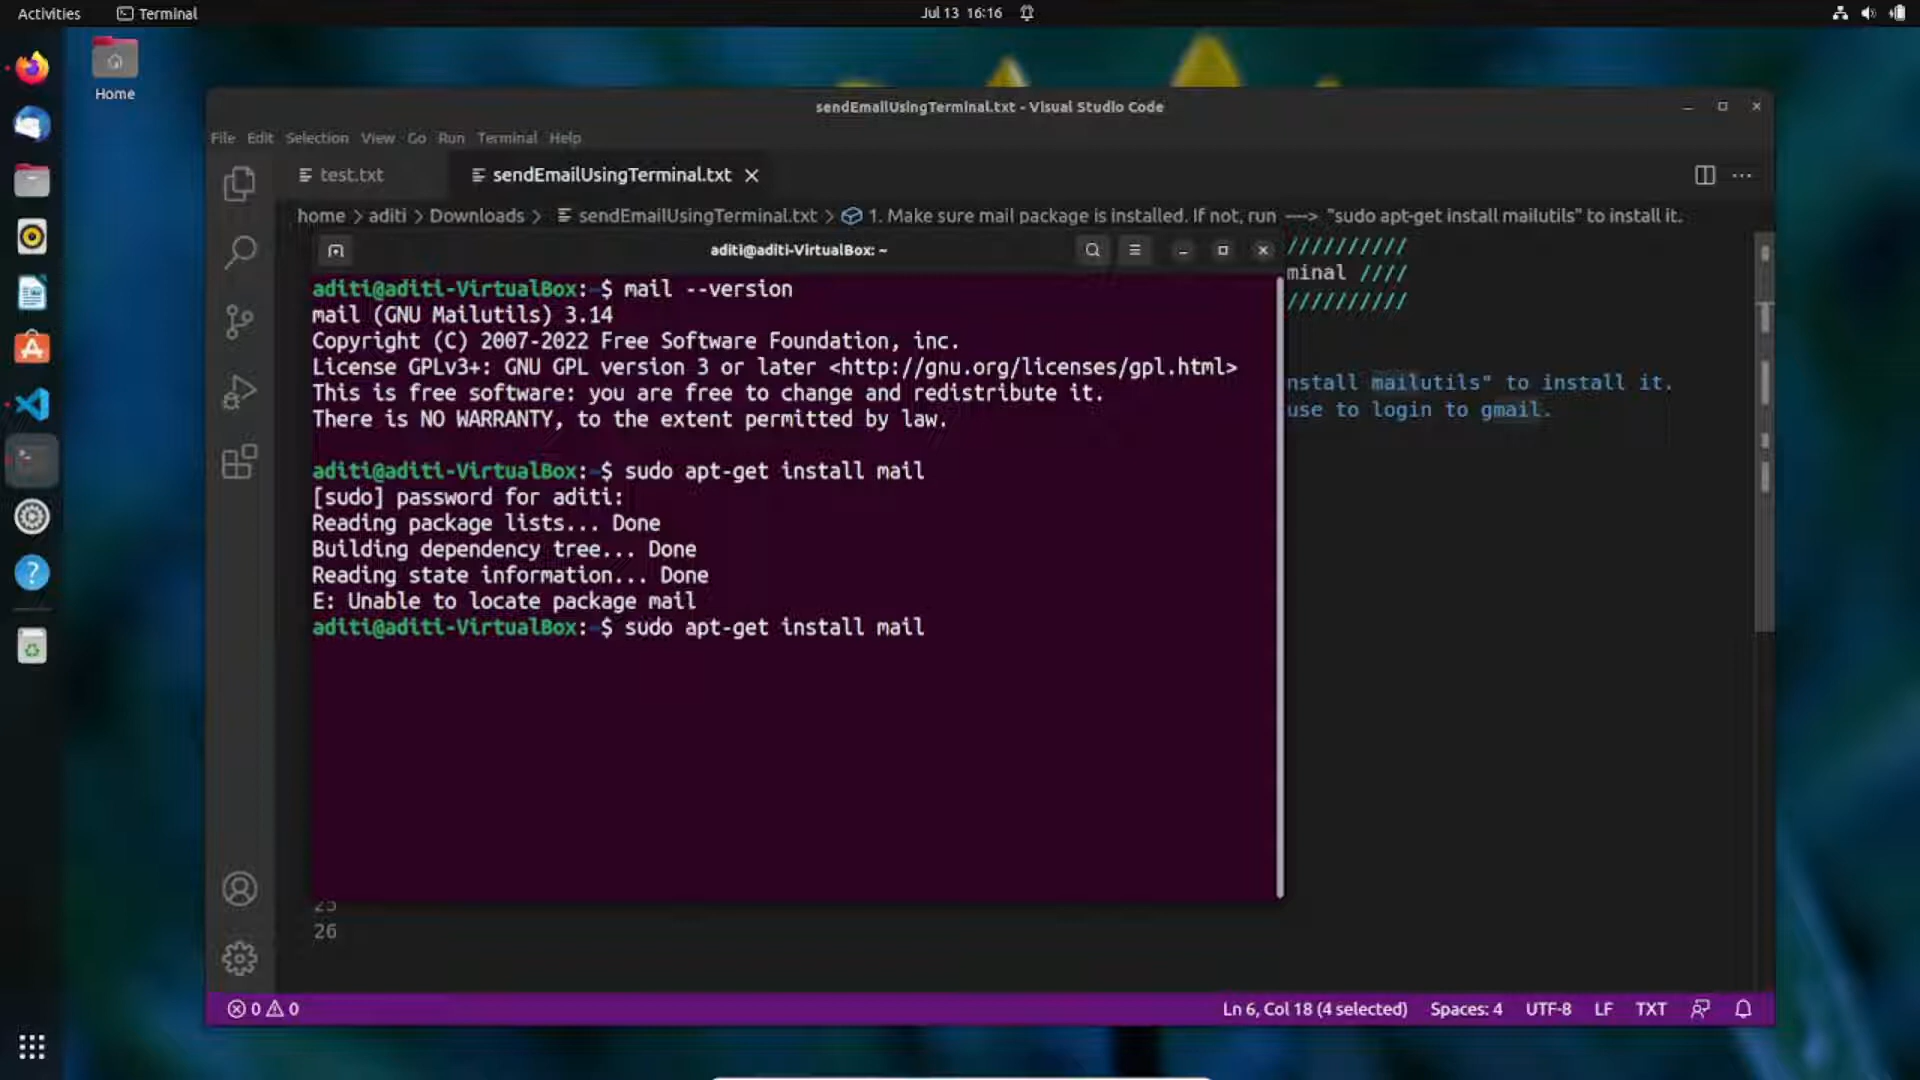 Activities
Terminal
Jul 13 16:16
Home
sendEmailUsingTerminal.txt - Visual Studio Code
File Edit Selection View Go Run Terminal Help
test.txt
sendEmailUsingTerminal.txt
home > aditi > Downloads > sendEmailUsingTerminal.txt > 1. Make sure mail package is installed. If not, run ---> "sudo apt-get install mailutils" to install it.
aditi@aditi-VirtualBox: ~
//////////
minal ////
//////////
nstall mailutils" to install it.
use to login to gmail.
aditi@aditi-VirtualBox:~$ mail --version
mail (GNU Mailutils) 3.14
Copyright (C) 2007-2022 Free Software Foundation, inc.
License GPLv3+: GNU GPL version 3 or later <http://gnu.org/licenses/gpl.html>
This is free software: you are free to change and redistribute it.
There is NO WARRANTY, to the extent permitted by law.
aditi@aditi-VirtualBox:~$ sudo apt-get install mail
[sudo] password for aditi:
Reading package lists... Done
Building dependency tree... Done
Reading state information... Done
E: Unable to locate package mail
aditi@aditi-VirtualBox:~$ sudo apt-get install mail
25
26
0 0
Ln 6, Col 18 (4 selected) Spaces: 4 UTF-8 LF TXT